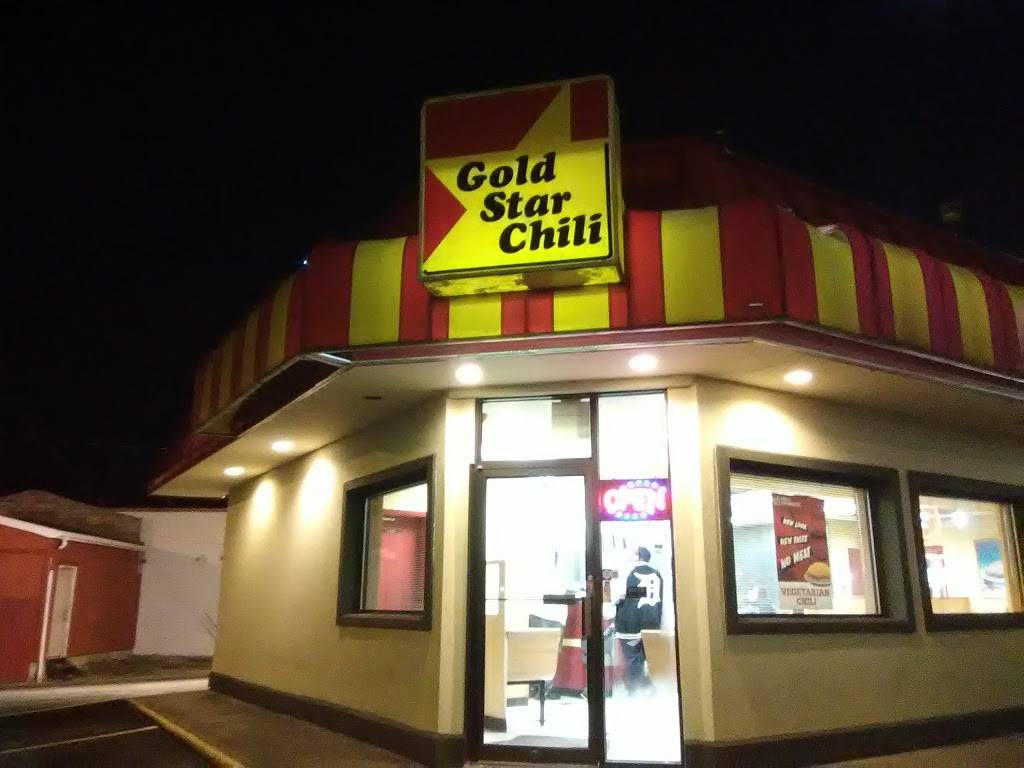 Gold
Star
Chili
OPEN
NEW LOOK
NEW TASTE
NO MEAT
VEGETARIAN
CHILI